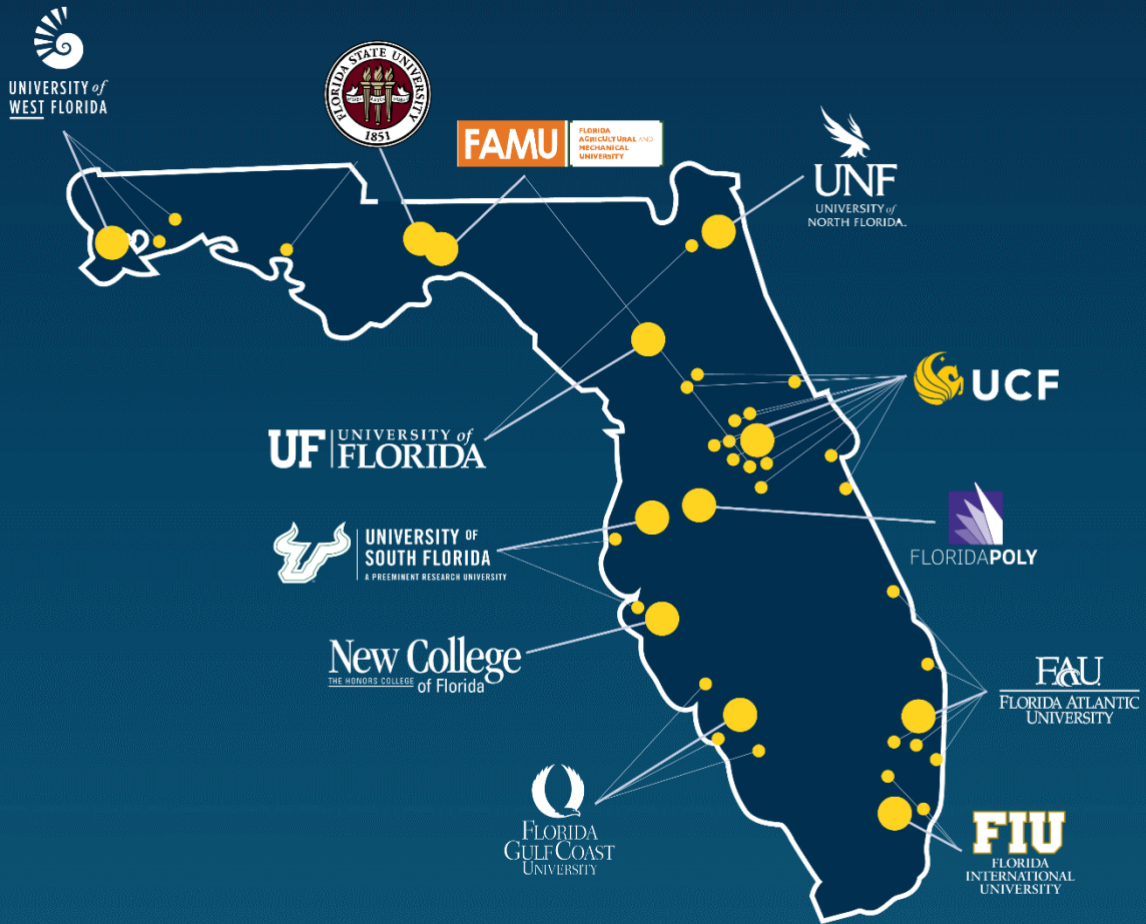 UNIVERSITY of
WEST FLORIDA
FLORIDA STATE UNIVERSITY
1851
FAMU
FLORIDA
AGRICULTURAL AND
MECHANICAL
UNIVERSITY
UNF
UNIVERSITY of
NORTH FLORIDA.
UCF
UF
UNIVERSITY of
FLORIDA
UNIVERSITY OF
SOUTH FLORIDA
A PREEMINENT RESEARCH UNIVERSITY
FLORIDAPOLY
New College
THE HONORS COLLEGE of Florida
FAU
FLORIDA ATLANTIC
UNIVERSITY
FLORIDA
GULF COAST
UNIVERSITY
FIU
FLORIDA
INTERNATIONAL
UNIVERSITY